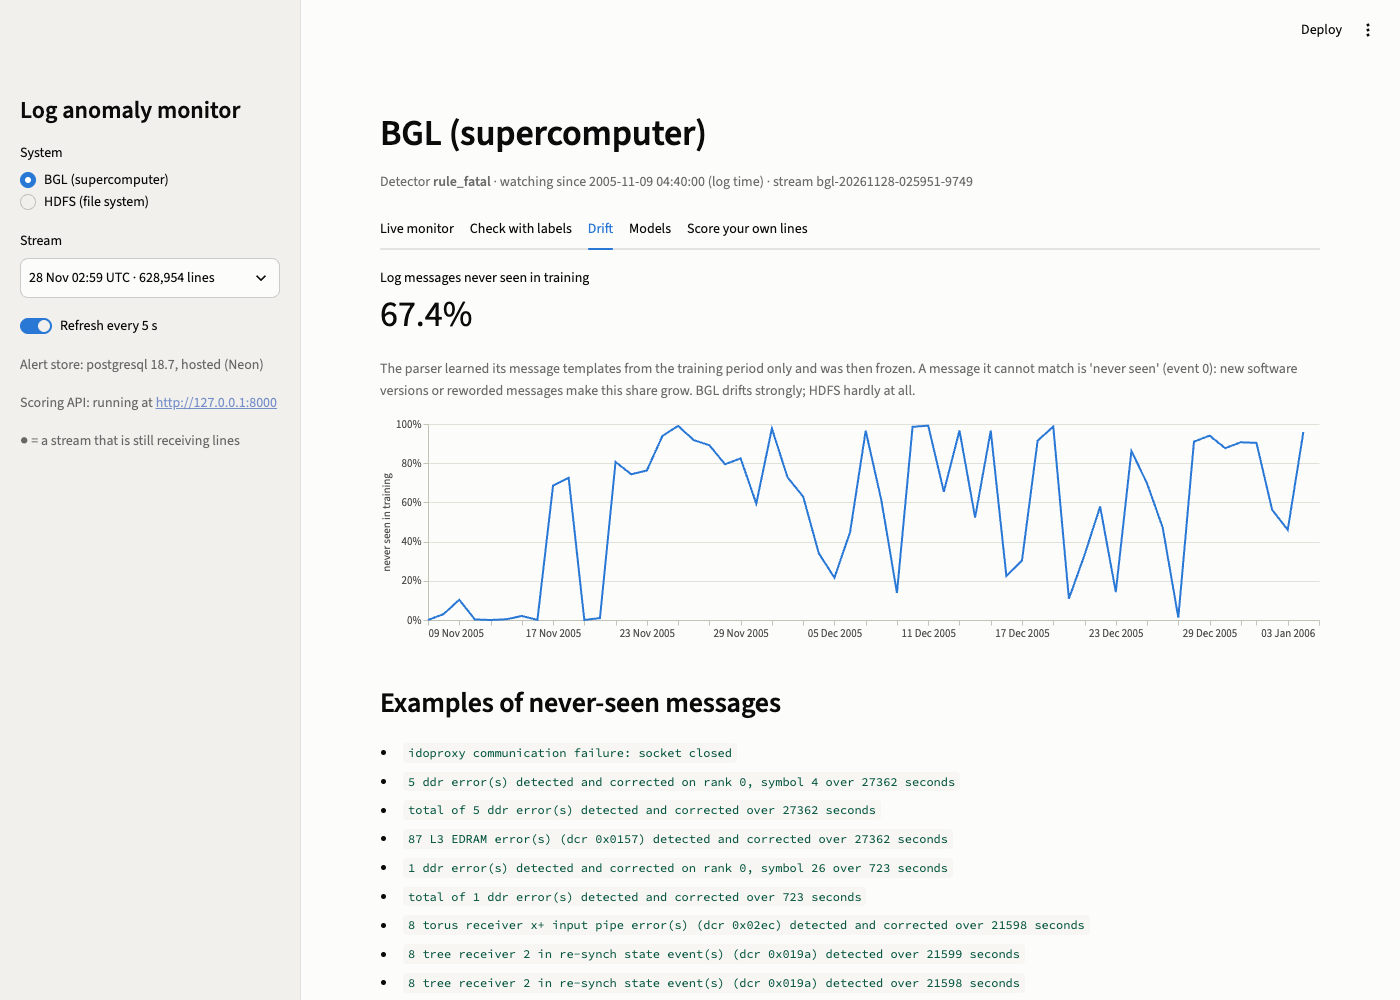 Deploy
Log anomaly monitor
System
BGL (supercomputer)
HDFS (file system)
Stream
28 Nov 02:59 UTC · 628,954 lines
Refresh every 5 s
Alert store: postgresql 18.7, hosted (Neon)
Scoring API: running at http://127.0.0.1:8000
● = a stream that is still receiving lines
BGL (supercomputer)
Detector rule_fatal · watching since 2005-11-09 04:40:00 (log time) · stream bgl-20261128-025951-9749
Live monitor Check with labels Drift Models Score your own lines
Log messages never seen in training
67.4%
The parser learned its message templates from the training period only and was then frozen. A message it cannot match is 'never seen' (event 0): new software
versions or reworded messages make this share grow. BGL drifts strongly; HDFS hardly at all.
never seen in training
100%
80%
60%
40%
20%
0%
09 Nov 2005 17 Nov 2005 23 Nov 2005 29 Nov 2005 05 Dec 2005 11 Dec 2005 17 Dec 2005 23 Dec 2005 29 Dec 2005 03 Jan 2006
Examples of never-seen messages
• idoproxy communication failure: socket closed
• 5 ddr error(s) detected and corrected on rank 0, symbol 4 over 27362 seconds
• total of 5 ddr error(s) detected and corrected over 27362 seconds
• 87 L3 EDRAM error(s) (dcr 0x0157) detected and corrected over 27362 seconds
• 1 ddr error(s) detected and corrected on rank 0, symbol 26 over 723 seconds
• total of 1 ddr error(s) detected and corrected over 723 seconds
• 8 torus receiver x+ input pipe error(s) (dcr 0x02ec) detected and corrected over 21598 seconds
• 8 tree receiver 2 in re-synch state event(s) (dcr 0x019a) detected over 21599 seconds
• 8 tree receiver 2 in re-synch state event(s) (dcr 0x019a) detected over 21598 seconds